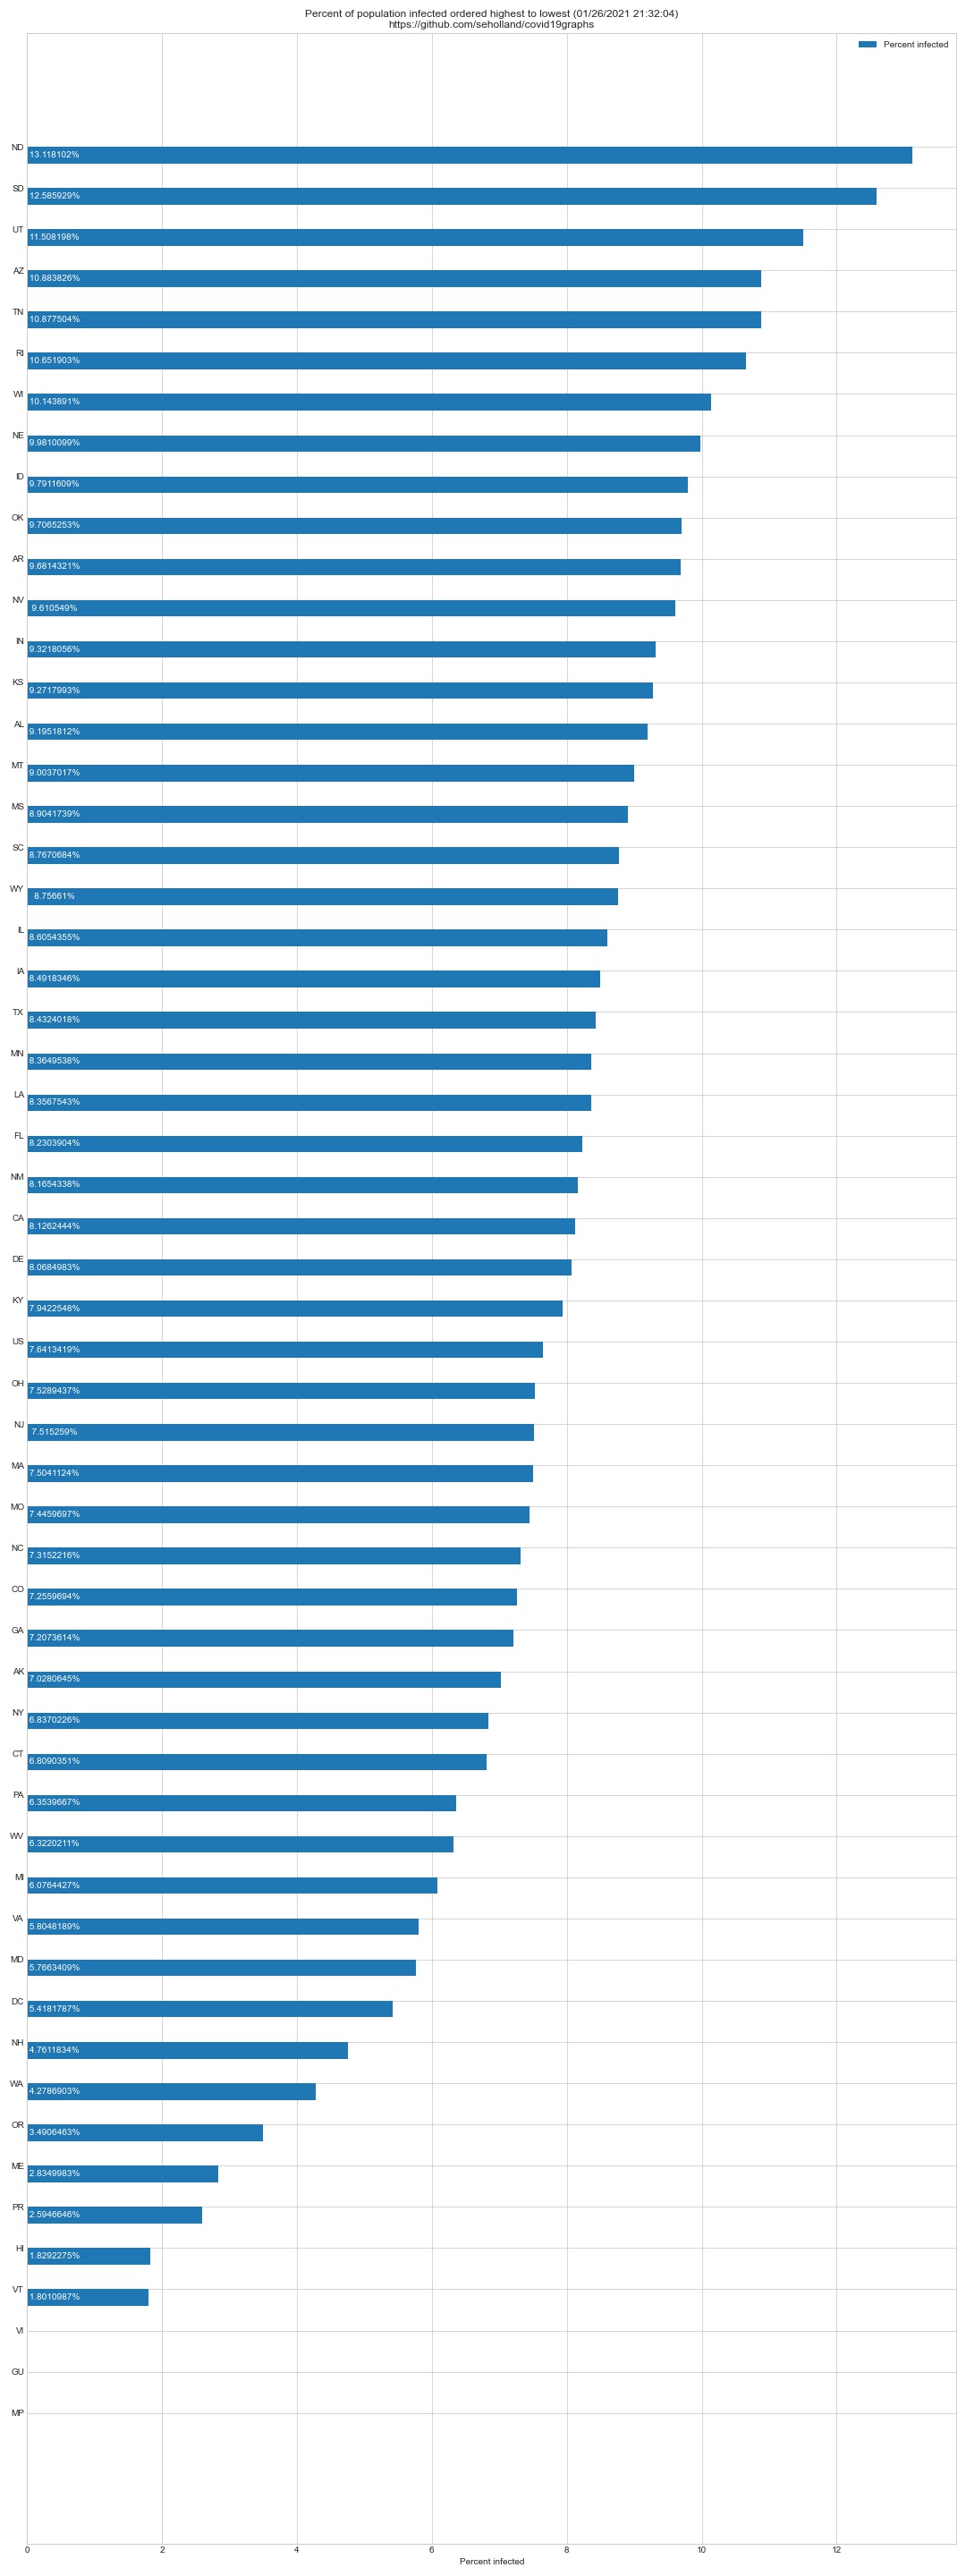 Percent of population infected ordered highest to lowest (01/26/2021 21:32:04)
https://github.com/seholland/covid19graphs
Percent infected
ND 13.118102%
SD 12.585929%
UT 11.508198%
AZ 10.883826%
TN 10.877504%
RI 10.651903%
WI 10.143891%
NE 9.9810099%
ID 9.7911609%
OK 9.7065253%
AR 9.6814321%
NV 9.610549%
IN 9.3218056%
KS 9.2717993%
AL 9.1951812%
MT 9.0037017%
MS 8.9041739%
SC 8.7670684%
WY 8.75661%
IL 8.6054355%
IA 8.4918346%
TX 8.4324018%
MN 8.3649538%
LA 8.3567543%
FL 8.2303904%
NM 8.1654338%
CA 8.1262444%
DE 8.0684983%
KY 7.9422548%
US 7.6413419%
OH 7.5289437%
NJ 7.515259%
MA 7.5041124%
MO 7.4459697%
NC 7.3152216%
CO 7.2559694%
GA 7.2073614%
AK 7.0280645%
NY 6.8370226%
CT 6.8090351%
PA 6.3539667%
WV 6.3220211%
MI 6.0764427%
VA 5.8048189%
MD 5.7663409%
DC 5.4181787%
NH 4.7611834%
WA 4.2786903%
OR 3.4906463%
ME 2.8349983%
PR 2.5946646%
HI 1.8292275%
VT 1.8010987%
VI
GU
MP
0 2 4 6 8 10 12
Percent infected